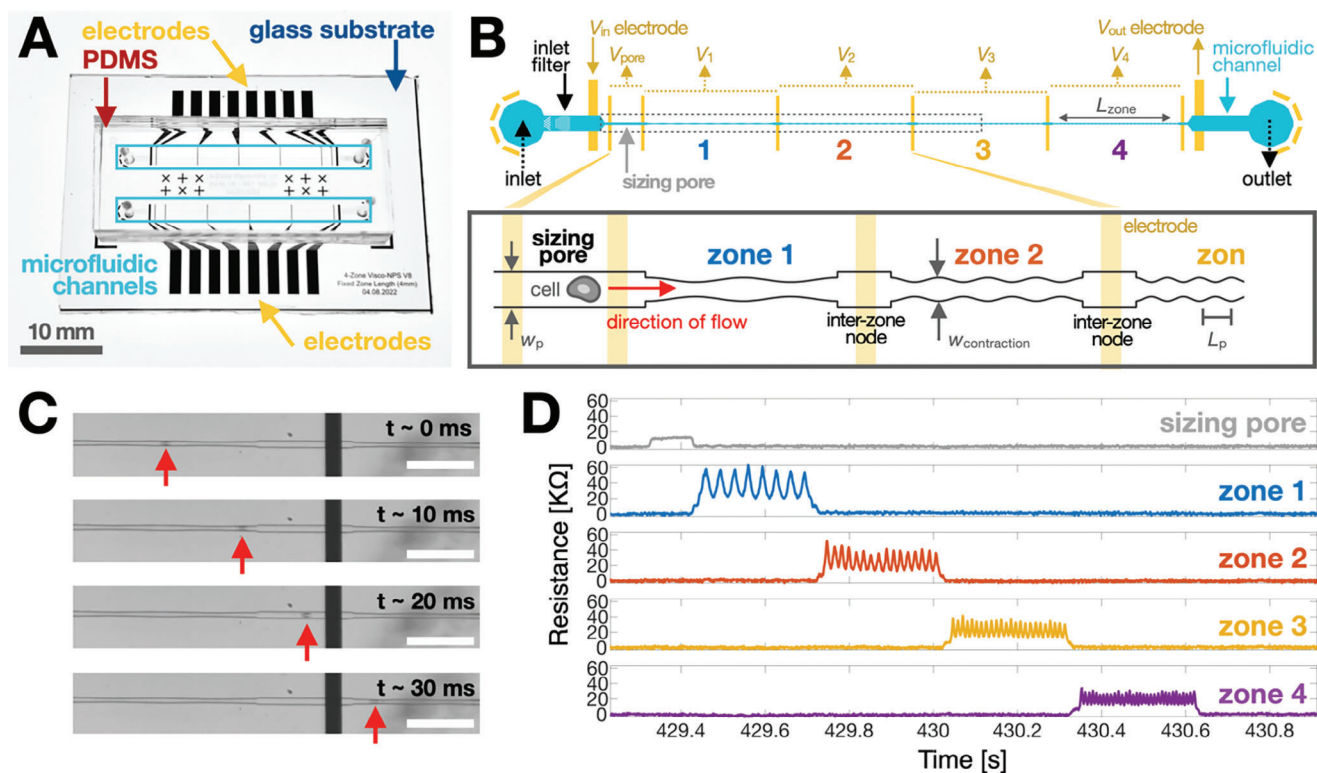 A
electrodes
glass substrate
PDMS
microfluidic
channels
4-Zone Visco-NPS V8
Fixed Zone Length (4mm)
04.08.2022
10 mm
electrodes
B
inlet
filter
Vin electrode
Vpore
V1
V2
V3
V4
Vout electrode
microfluidic
channel
Lzone
1
2
3
4
inlet
sizing pore
outlet
electrode
sizing
pore
zone 1
zone 2
zon
cell
direction of flow
wp
inter-zone
node
wcontraction
inter-zone
node
Lp
C
t ~ 0 ms
t ~ 10 ms
t ~ 20 ms
t ~ 30 ms
D
Resistance [KΩ]
60
40
20
0
sizing pore
60
40
20
0
zone 1
60
40
20
0
zone 2
60
40
20
0
zone 3
60
40
20
0
zone 4
429.4
429.6
429.8
430.0
430.2
430.4
430.6
430.8
Time [s]